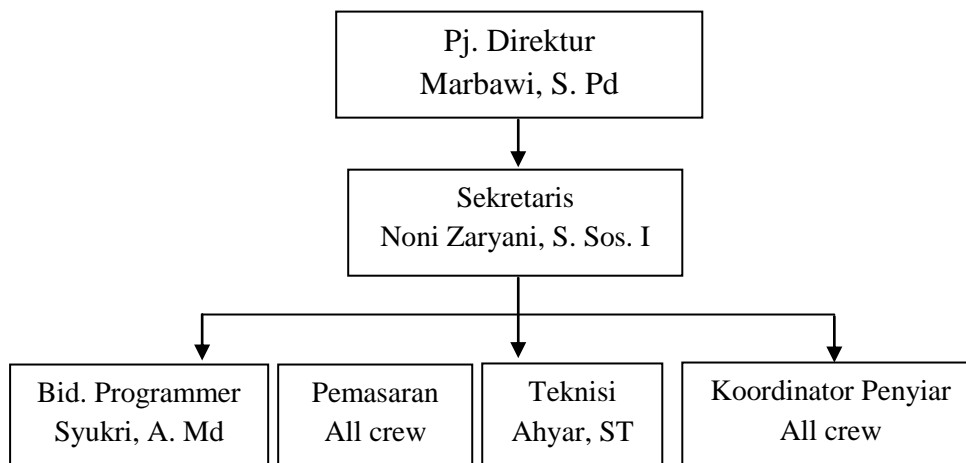 Pj. Direktur
Marbawi, S. Pd
Sekretaris
Noni Zaryani, S. Sos. I
Bid. Programmer
Syukri, A. Md
Pemasaran
All crew
Teknisi
Ahyar, ST
Koordinator Penyiar
All crew